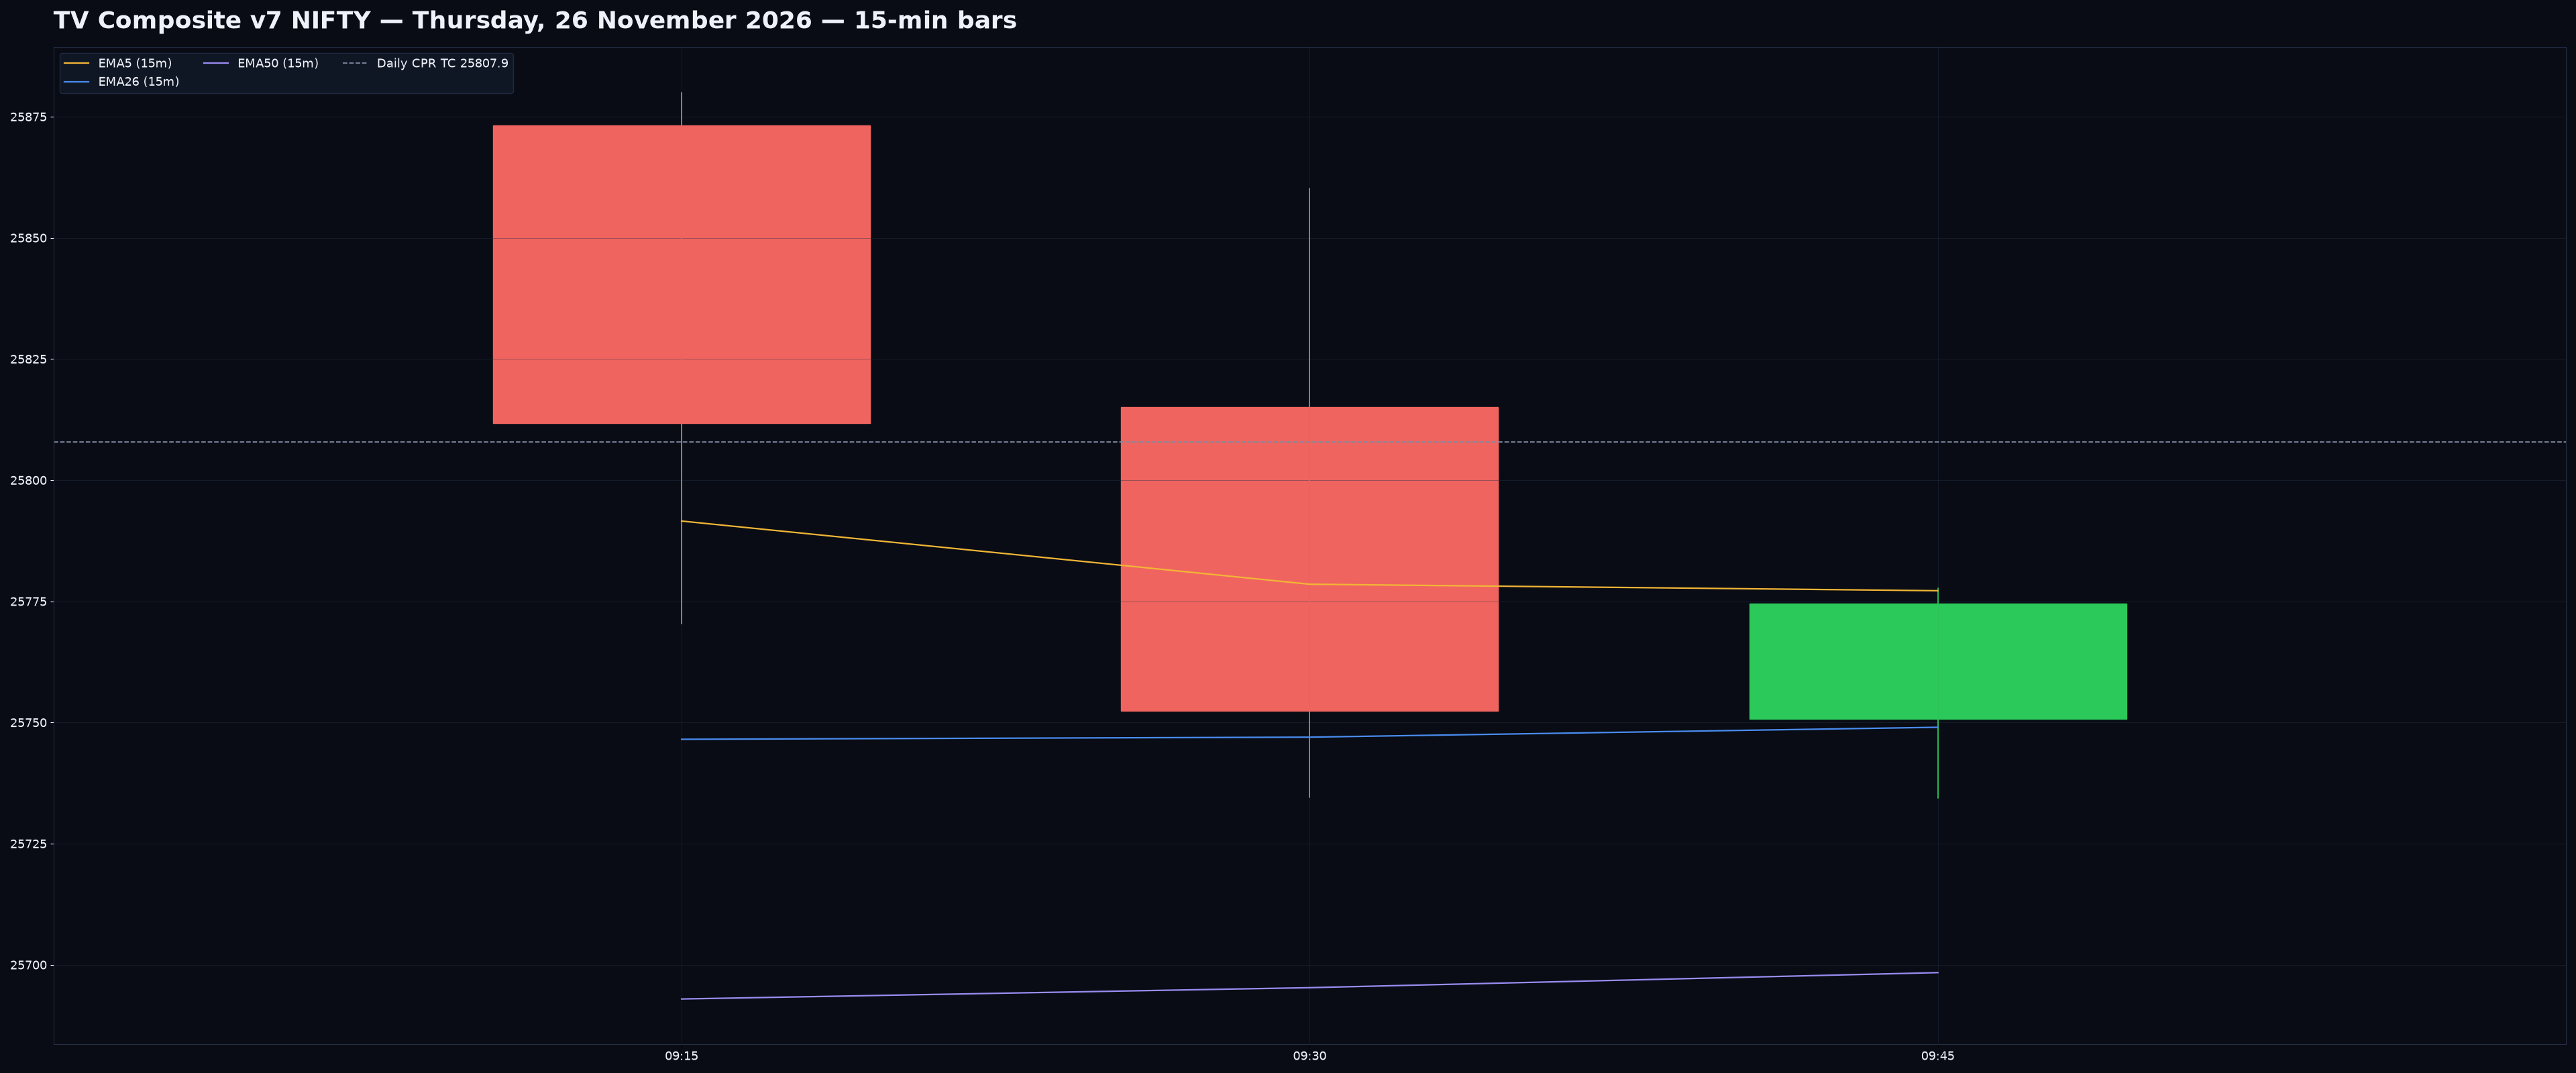 TV Composite v7 NIFTY — Thursday, 26 November 2026 — 15-min bars
EMA5 (15m) EMA50 (15m) Daily CPR TC 25807.9
EMA26 (15m)
25875
25850
25825
25800
25775
25750
25725
25700
09:15 09:30 09:45